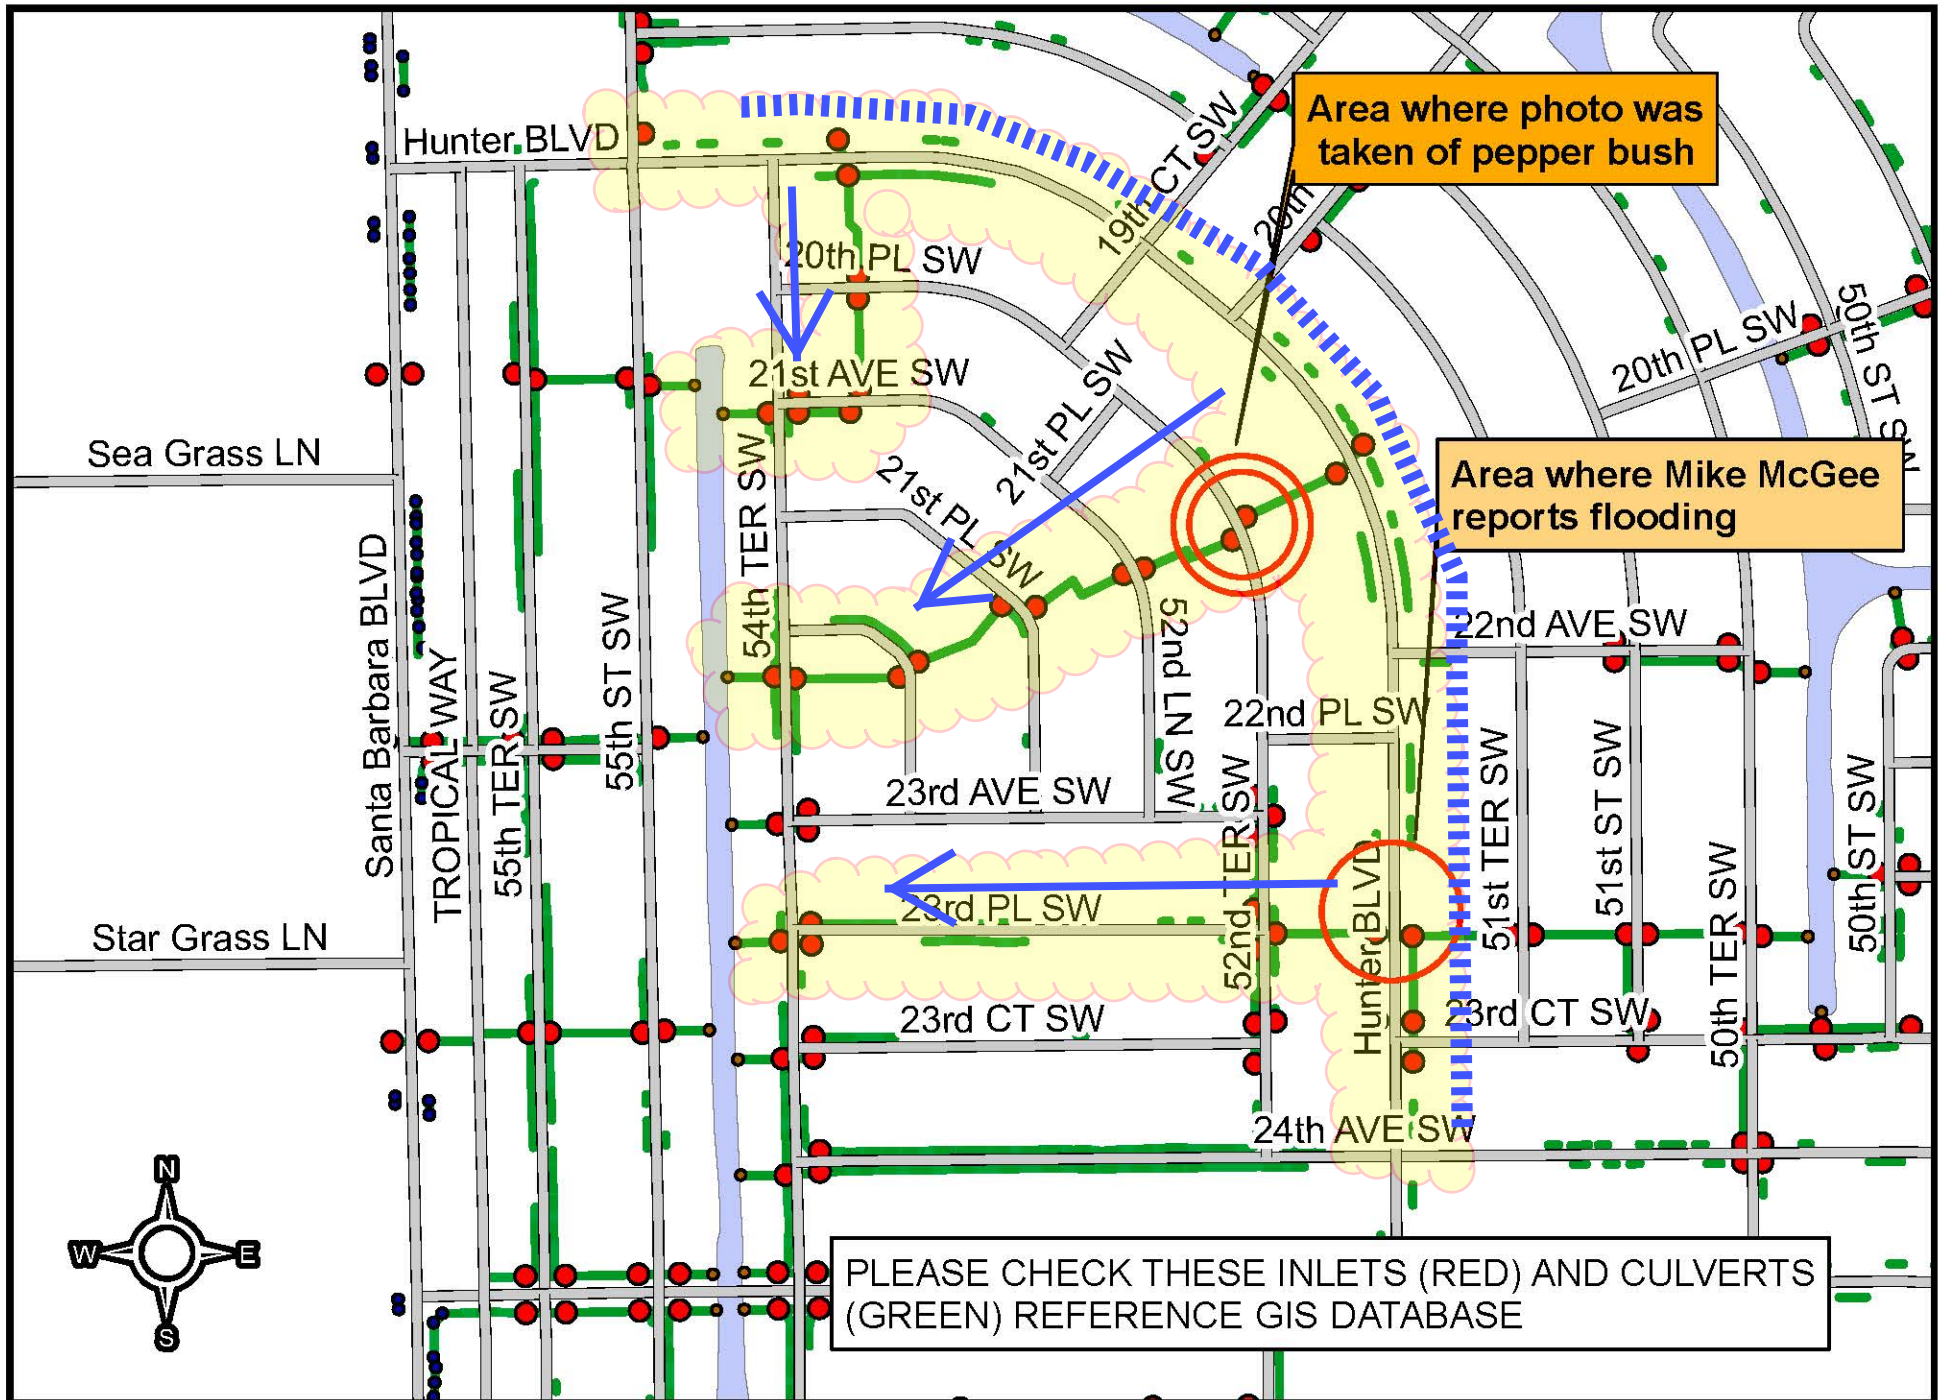 Hunter BLVD
Area where photo was
taken of pepper bush
19th CT SW
20th
20th PL SW
20th PL SW
50th ST SW
21st AVE SW
21st PL SW
21st PL SW
Sea Grass LN
54th TER SW
Area where Mike McGee
reports flooding
Santa Barbara BLVD
TROPICAL WAY
55th TER SW
55th ST SW
52nd LN SW
22nd AVE SW
22nd PL SW
23rd AVE SW
52nd TER SW
Hunter BLVD
51st TER SW
51st ST SW
50th TER SW
50th ST SW
23rd PL SW
Star Grass LN
23rd CT SW
23rd CT SW
24th AVE SW
N
W
E
S
PLEASE CHECK THESE INLETS (RED) AND CULVERTS
(GREEN) REFERENCE GIS DATABASE